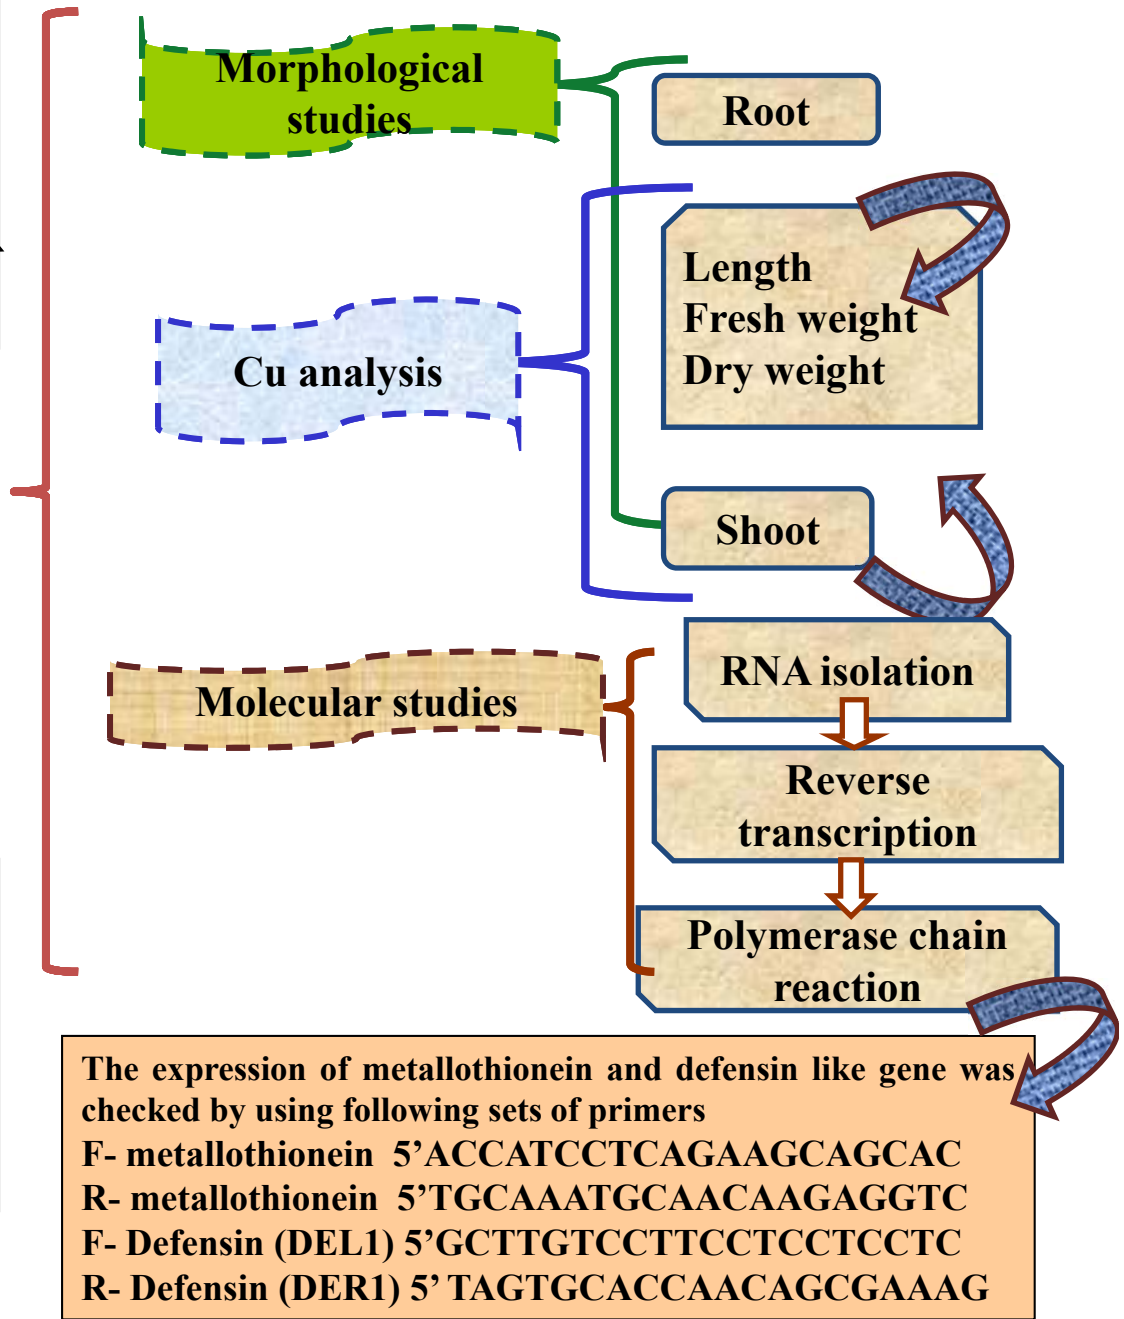 Morphological
studies
Root
Length
Fresh weight
Dry weight
Cu analysis
Shoot
RNA isolation
Molecular studies
Reverse
transcription
Polymerase chain
reaction
The expression of metallothionein and defensin like gene was
checked by using following sets of primers
F- metallothionein 5’ACCATCCTCAGAAGCAGCAC
R- metallothionein 5’TGCAAATGCAACAAGAGGTC
F- Defensin (DEL1) 5’GCTTGTCCTTCCTCCTCCTC
R- Defensin (DER1) 5’ TAGTGCACCAACAGCGAAAG